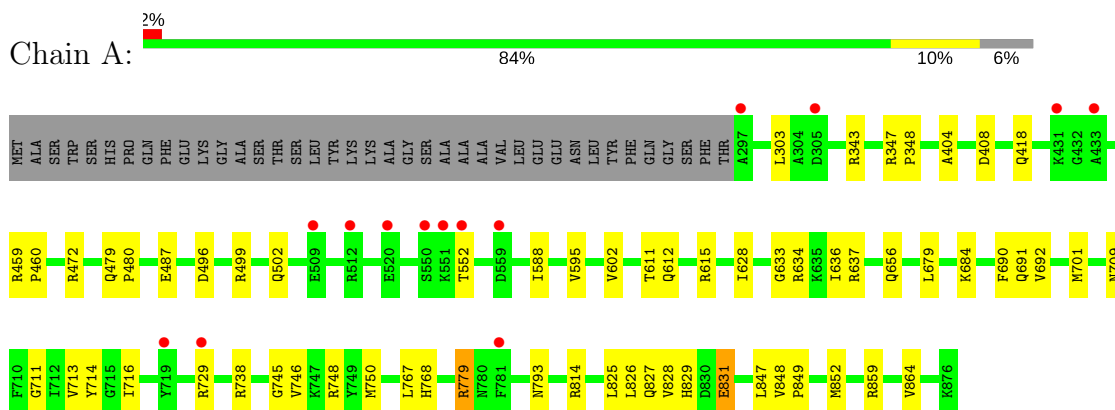 2%
Chain A:
84% 10% 6%
MET ALA SER TRP SER HIS PRO GLN PHE GLU LYS GLY ALA SER THR SER LEU TYR LYS LYS ALA GLY SER ALA ALA ALA VAL LEU GLU GLU ASN LEU TYR PHE GLN GLY SER PHE THR A297 L303 A304 D305 R343 R347 P348 A404 D408 Q418 K431 G432 A433
R459 P460 R472 Q479 P480 E487 D496 R499 Q502 E509 R512 E520 S550 K551 T552 D559 I588 V595 V602 T611 Q612 R615 I628 G633 R634 K635 I636 R637 Q656 L679 K684 F690 Q691 V692 M701 N709
F710 G711 I712 V713 Y714 G715 I716 Y719 R729 R738 G745 V746 K747 R748 Y749 M750 L767 H768 R779 N780 F781 N793 R814 L825 L826 Q827 V828 H829 D830 E831 L847 V848 P849 M852 R859 V864 K876